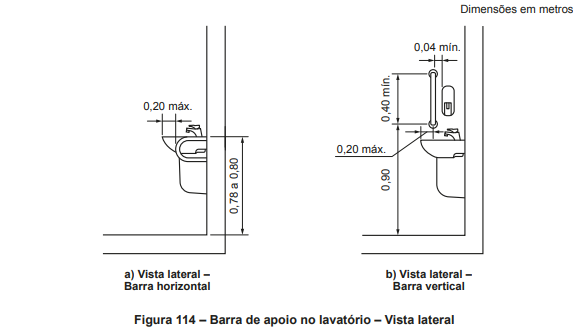 Dimensões em metros
0,04 mín.
0,20 máx.
0,40 mín.
0,20 máx.
0,78 a 0,80
0,90
a) Vista lateral –
Barra horizontal
b) Vista lateral –
Barra vertical
Figura 114 – Barra de apoio no lavatório – Vista lateral